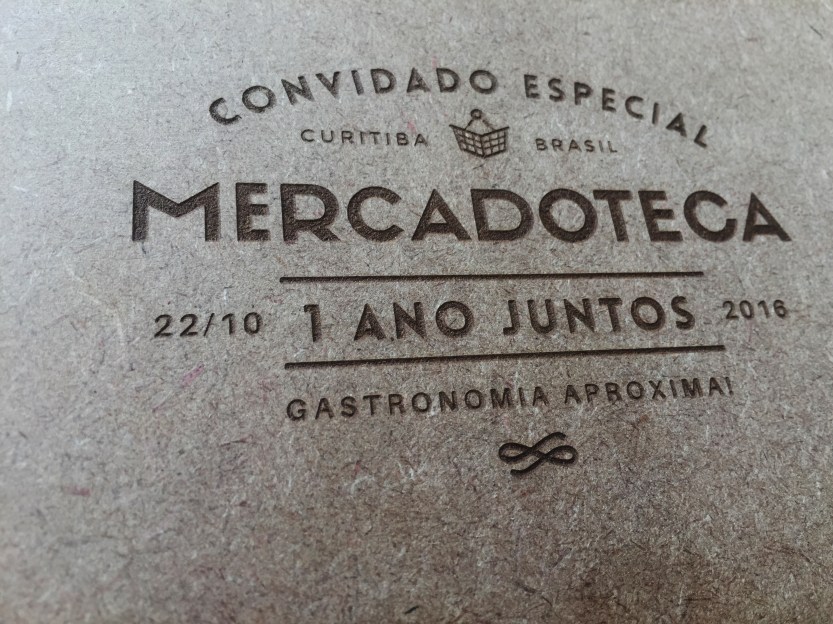 CONVIDADO ESPECIAL
CURITIBA BRASIL
MERCADOTECA
22/10 1 ANO JUNTOS 2016
GASTRONOMIA APROXIMA!